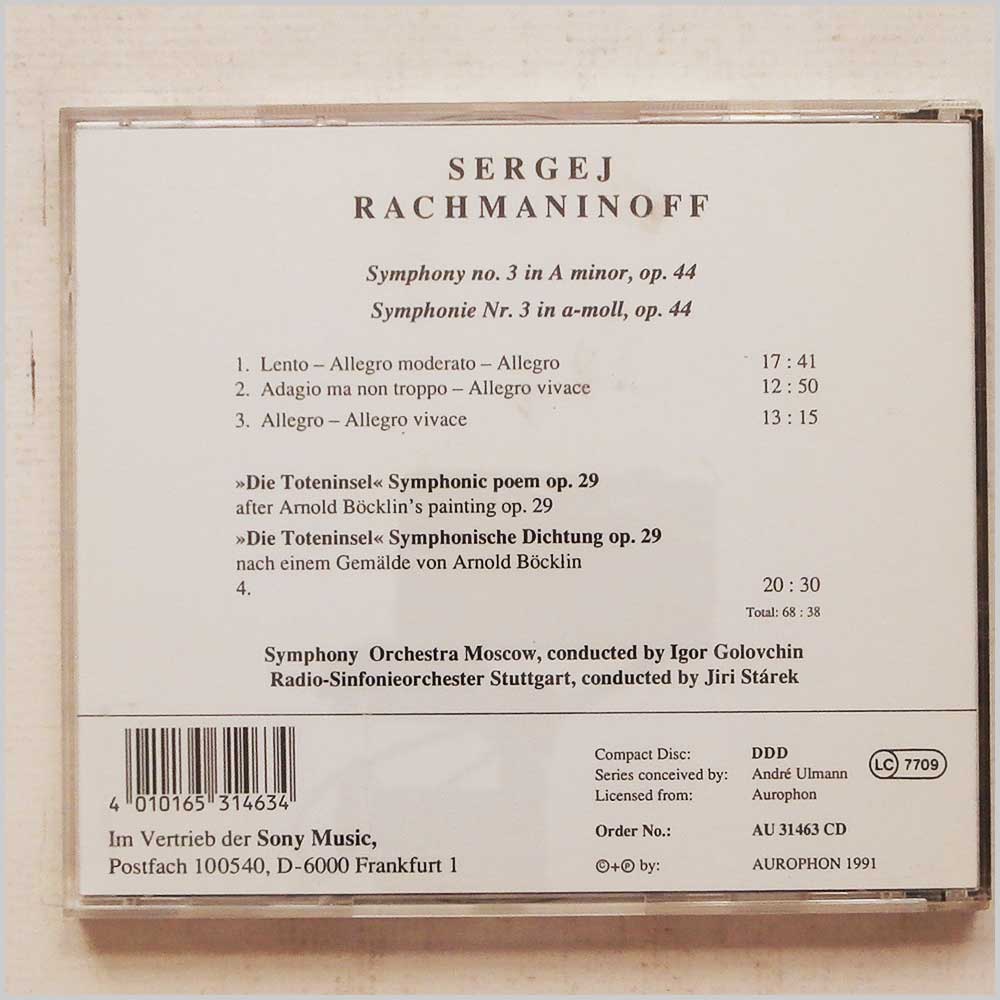 SERGEJ
RACHMANINOFF
Symphony no. 3 in A minor, op. 44
Symphonie Nr. 3 in a-moll, op. 44
1. Lento – Allegro moderato – Allegro 17 : 41
2. Adagio ma non troppo – Allegro vivace 12 : 50
3. Allegro – Allegro vivace 13 : 15
»Die Toteninsel« Symphonic poem op. 29
after Arnold Böcklin's painting op. 29
»Die Toteninsel« Symphonische Dichtung op. 29
nach einem Gemälde von Arnold Böcklin
4. 20 : 30
Total: 68 : 38
Symphony Orchestra Moscow, conducted by Igor Golovchin
Radio-Sinfonieorchester Stuttgart, conducted by Jiri Stárek
4 010165 314634
Im Vertrieb der Sony Music,
Postfach 100540, D-6000 Frankfurt 1
Compact Disc: DDD
Series conceived by: André Ulmann
Licensed from: Aurophon
Order No.: AU 31463 CD
©+℗ by: AUROPHON 1991
LC 7709